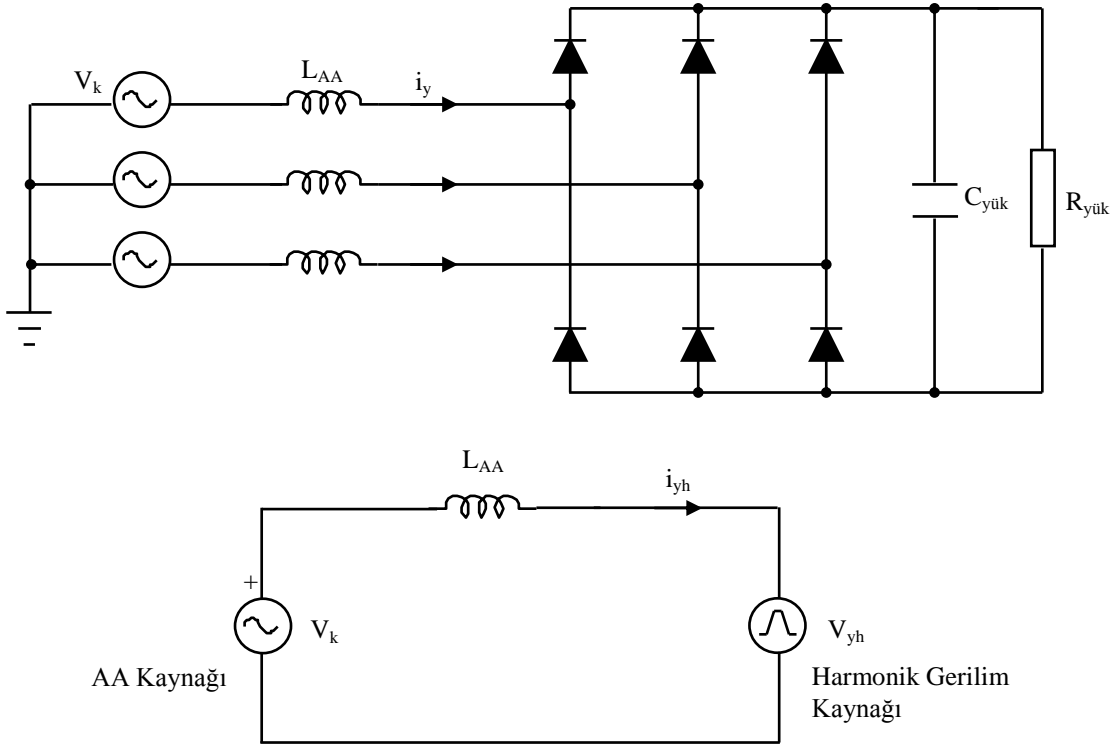 V_k
L_AA
i_y
C_yük
R_yük
L_AA
i_yh
+
V_k
V_yh
AA Kaynağı
Harmonik Gerilim
Kaynağı